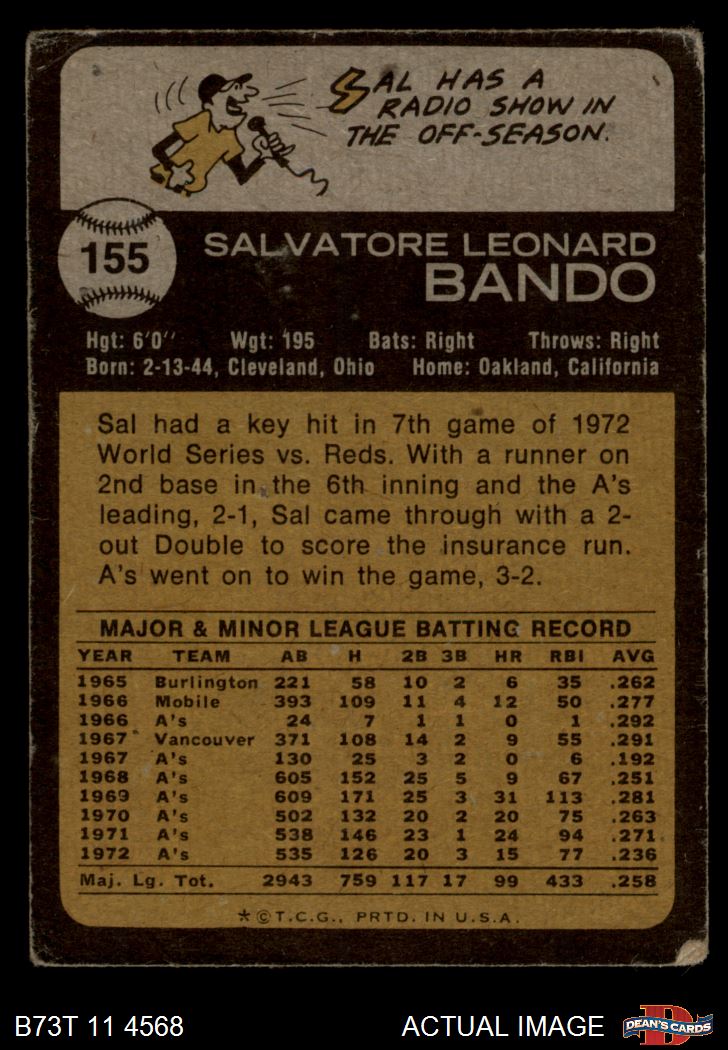 SAL HAS A
RADIO SHOW IN
THE OFF-SEASON.
155
SALVATORE LEONARD
BANDO
Hgt: 6'0'' Wgt: 195 Bats: Right Throws: Right
Born: 2-13-44, Cleveland, Ohio Home: Oakland, California
Sal had a key hit in 7th game of 1972
World Series vs. Reds. With a runner on
2nd base in the 6th inning and the A's
leading, 2-1, Sal came through with a 2-
out Double to score the insurance run.
A's went on to win the game, 3-2.
MAJOR & MINOR LEAGUE BATTING RECORD
YEAR TEAM AB H 2B 3B HR RBI AVG
1965 Burlington 221 58 10 2 6 35 .262
1966 Mobile 393 109 11 4 12 50 .277
1966 A's 24 7 1 1 0 1 .292
1967 Vancouver 371 108 14 2 9 55 .291
1967 A's 130 25 3 2 0 6 .192
1968 A's 605 152 25 5 9 67 .251
1969 A's 609 171 25 3 31 113 .281
1970 A's 502 132 20 2 20 75 .263
1971 A's 538 146 23 1 24 94 .271
1972 A's 535 126 20 3 15 77 .236
Maj. Lg. Tot. 2943 759 117 17 99 433 .258
*©T.C.G., PRTD. IN U.S.A.
B73T 11 4568 ACTUAL IMAGE
D
DEAN'S CARDS